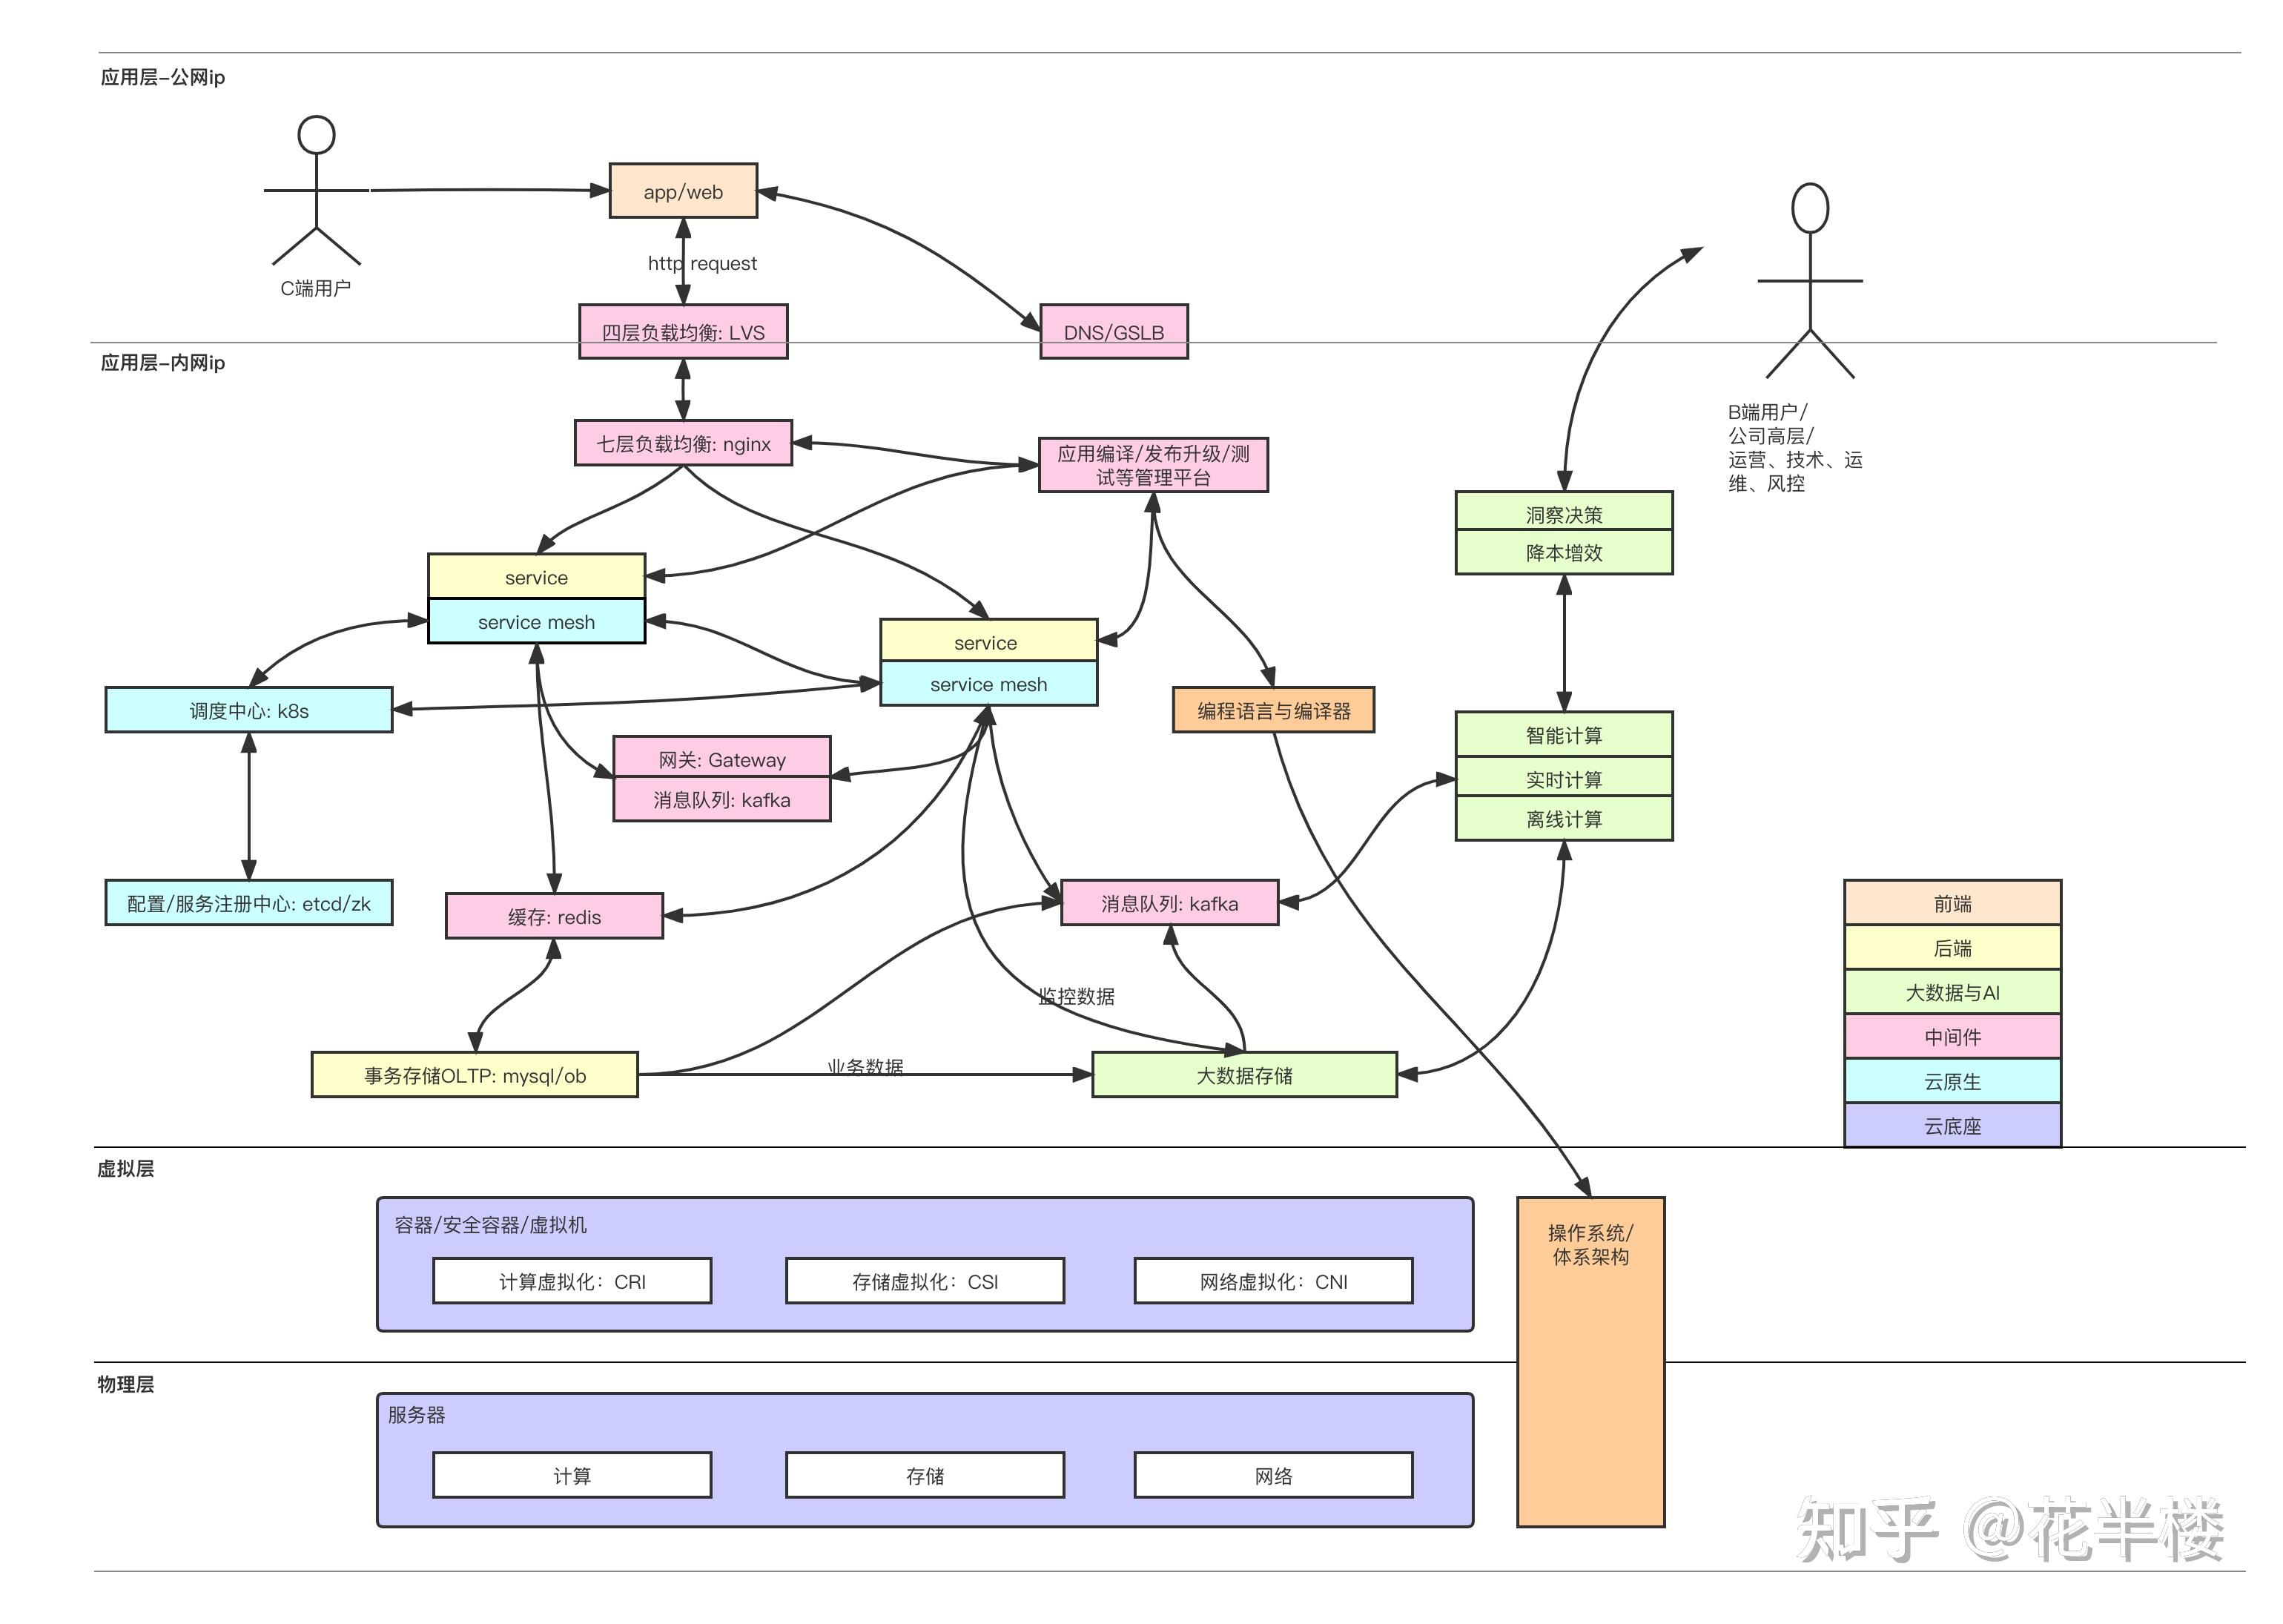 应用层-公网ip
app/web
http request
C端用户
四层负载均衡: LVS
DNS/GSLB
应用层-内网ip
B端用户/
公司高层/
运营、技术、运
维、风控
七层负载均衡: nginx
应用编译/发布升级/测
试等管理平台
洞察决策
降本增效
service
service mesh
service
service mesh
调度中心: k8s
编程语言与编译器
网关: Gateway
消息队列: kafka
智能计算
实时计算
离线计算
配置/服务注册中心: etcd/zk
缓存: redis
消息队列: kafka
监控数据
事务存储OLTP: mysql/ob
业务数据
大数据存储
前端
后端
大数据与AI
中间件
云原生
云底座
虚拟层
容器/安全容器/虚拟机
计算虚拟化：CRI
存储虚拟化：CSI
网络虚拟化：CNI
操作系统/
体系架构
物理层
服务器
计算
存储
网络
知乎 @花半楼